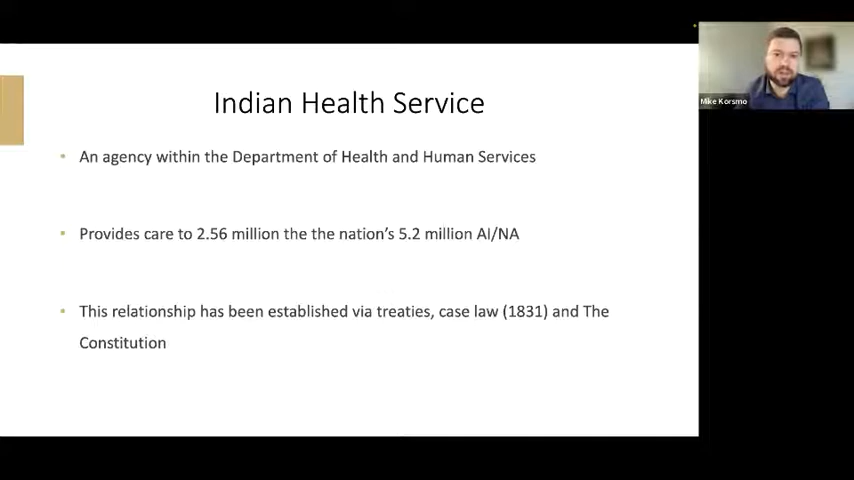 Indian Health Service
• An agency within the Department of Health and Human Services
• Provides care to 2.56 million the the nation's 5.2 million AI/NA
• This relationship has been established via treaties, case law (1831) and The
Constitution
Mike Korsmo